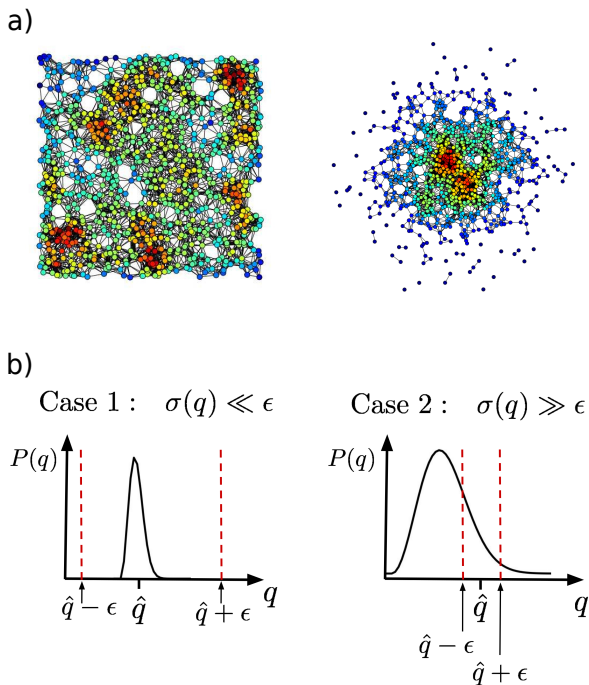 a)
b)
Case 1 : σ(q) ≪ ϵ
Case 2 : σ(q) ≫ ϵ
P(q)
q̂ − ϵ
q̂
q̂ + ϵ
q
P(q)
q̂
q
q̂ − ϵ
q̂ + ϵ